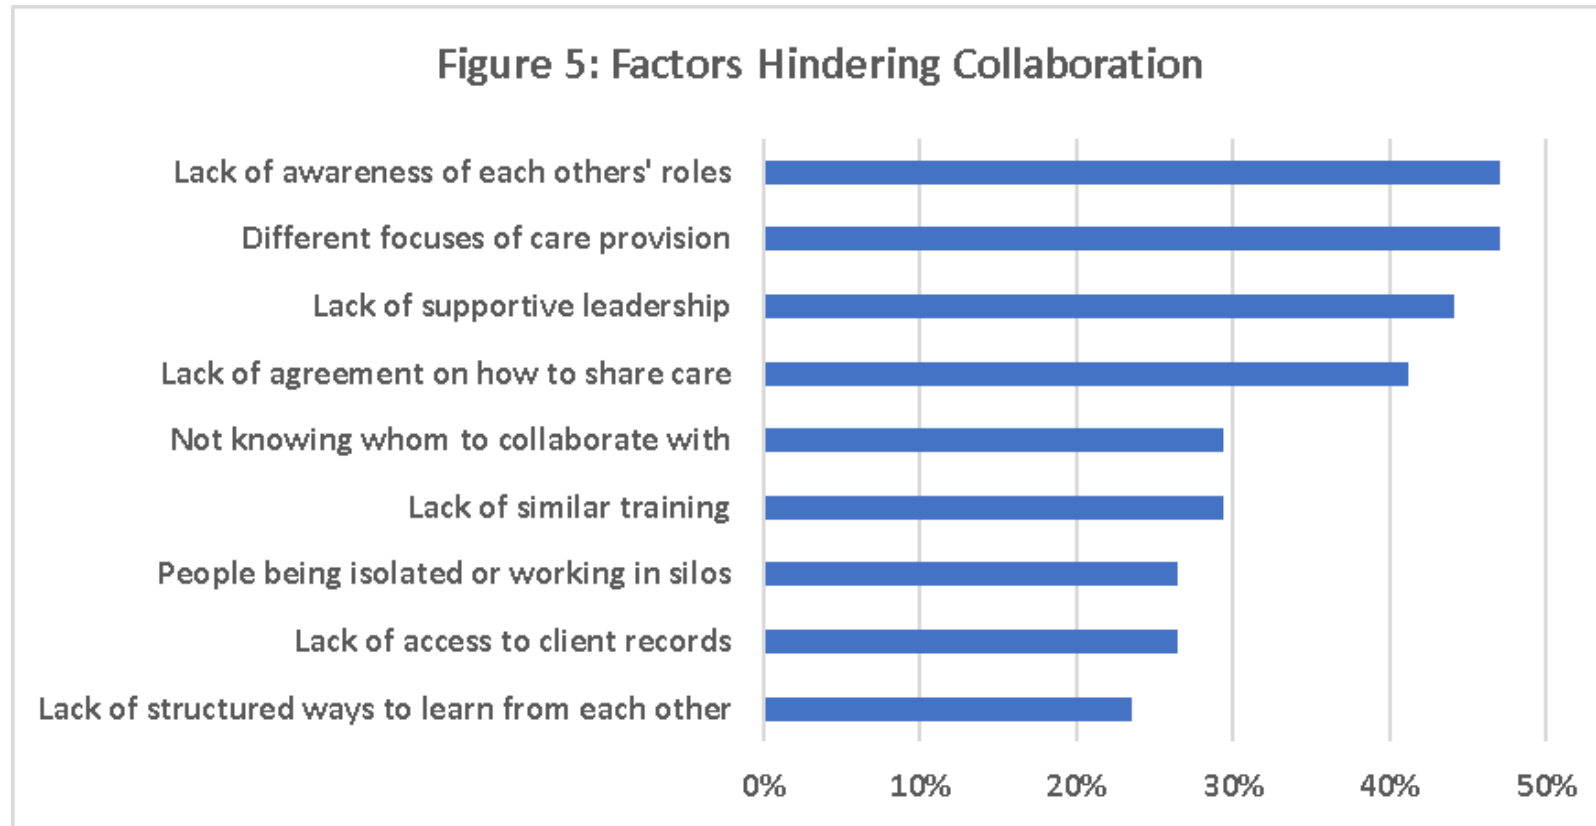 Figure 5: Factors Hindering Collaboration
Lack of awareness of each others' roles
Different focuses of care provision
Lack of supportive leadership
Lack of agreement on how to share care
Not knowing whom to collaborate with
Lack of similar training
People being isolated or working in silos
Lack of access to client records
Lack of structured ways to learn from each other
0% 10% 20% 30% 40% 50%